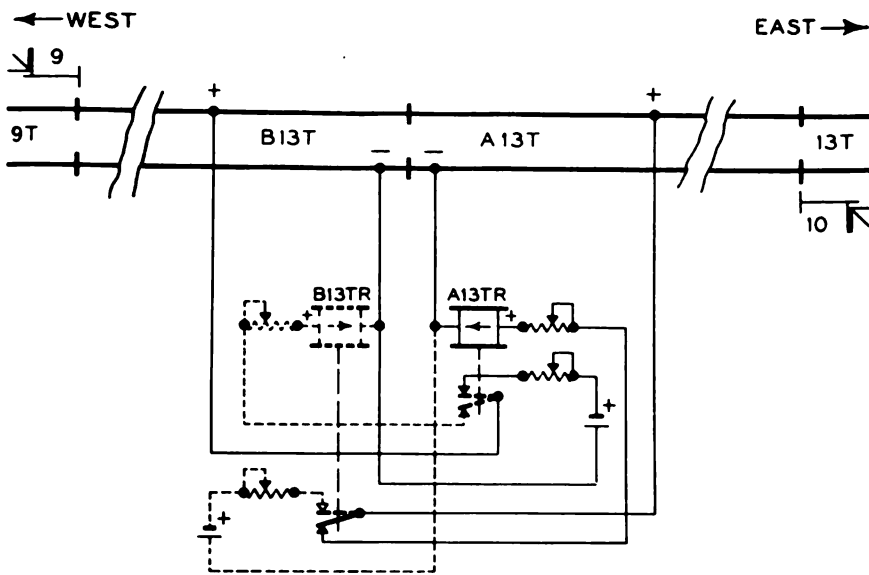 WEST
EAST
9
+
+
9T
B13T
−
−
A13T
13T
10
B13TR
A13TR
+
+
+
+